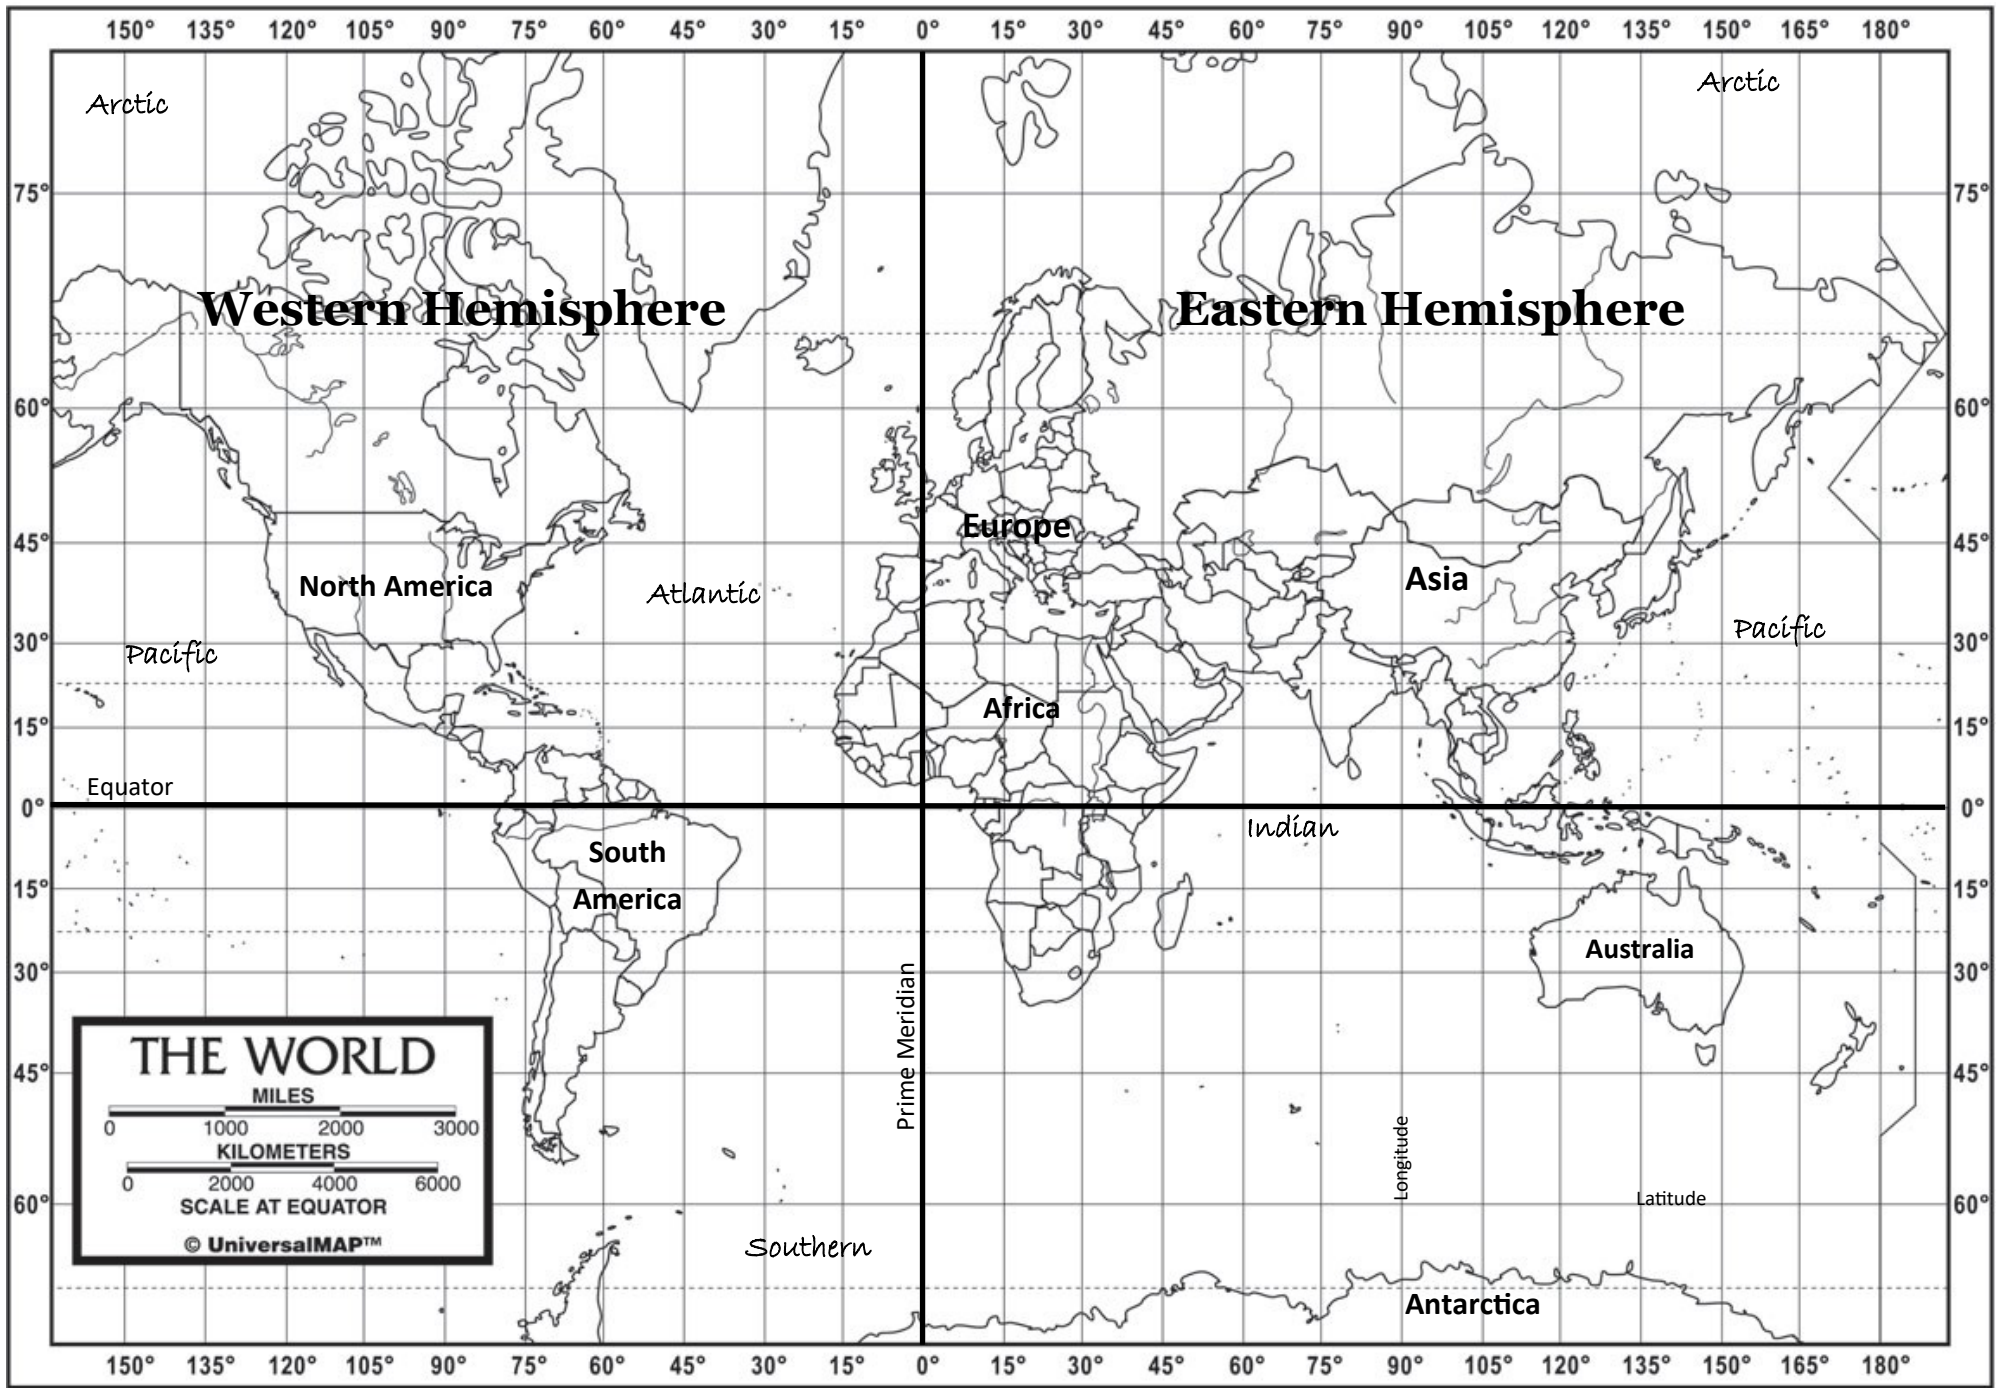 150° 135° 120° 105° 90° 75° 60° 45° 30° 15° 0° 15° 30° 45° 60° 75° 90° 105° 120° 135° 150° 165° 180°
Arctic Arctic
75° 75°
Western Hemisphere Eastern Hemisphere
60° 60°
Europe
45° 45°
North America Atlantic Asia
Pacific Pacific
30° 30°
Africa
15° 15°
Equator
0° 0°
Indian
South
America
15° 15°
Australia
30° 30°
Prime Meridian
THE WORLD
45° 45°
MILES
0 1000 2000 3000
KILOMETERS
0 2000 4000 6000
SCALE AT EQUATOR
© UniversalMAP™
Longitude
Latitude
60° 60°
Southern
Antarctica
150° 135° 120° 105° 90° 75° 60° 45° 30° 15° 0° 15° 30° 45° 60° 75° 90° 105° 120° 135° 150° 165° 180°